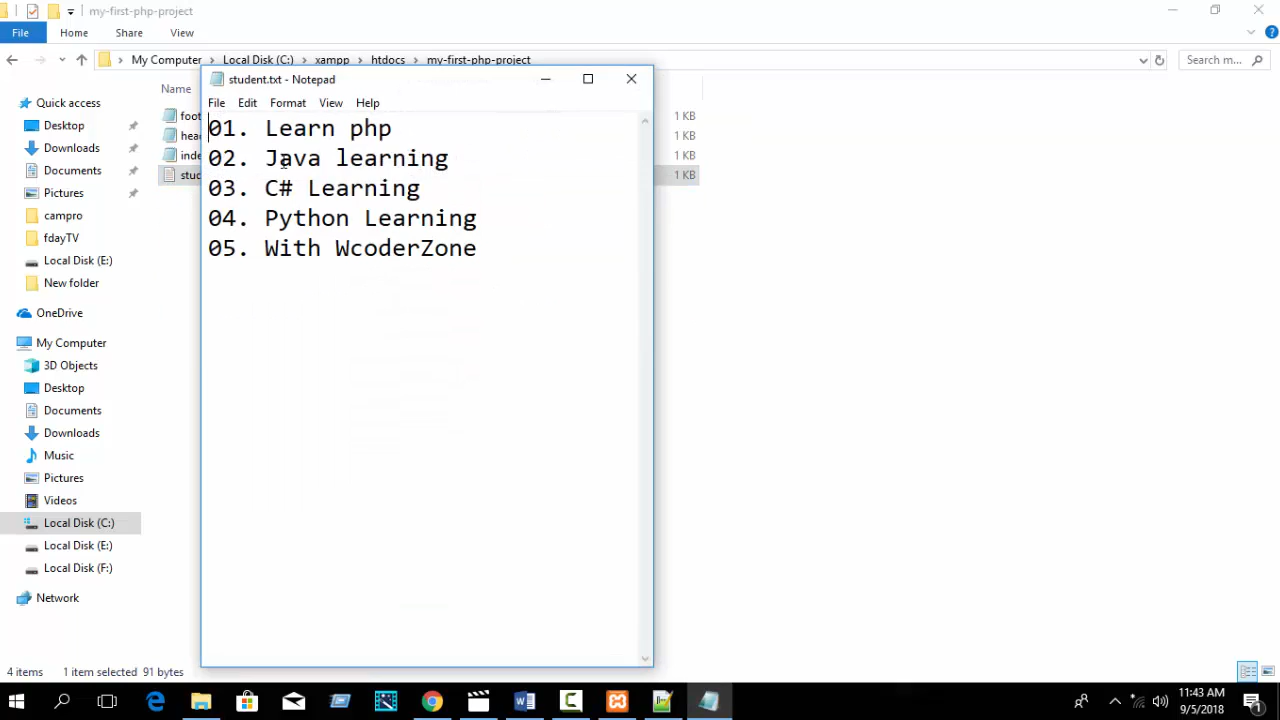 my-first-php-project
File Home Share View
My Computer Local Disk (C:) xampp htdocs my-first-php-project Search m...
student.txt - Notepad
File Edit Format View Help
01. Learn php
02. Java learning
03. C# Learning
04. Python Learning
05. With WcoderZone
Name
foot
head
inde
stud
1 KB
1 KB
1 KB
1 KB
Quick access
Desktop
Downloads
Documents
Pictures
campro
fdayTV
Local Disk (E:)
New folder
OneDrive
My Computer
3D Objects
Desktop
Documents
Downloads
Music
Pictures
Videos
Local Disk (C:)
Local Disk (E:)
Local Disk (F:)
Network
4 items 1 item selected 91 bytes
11:43 AM
9/5/2018